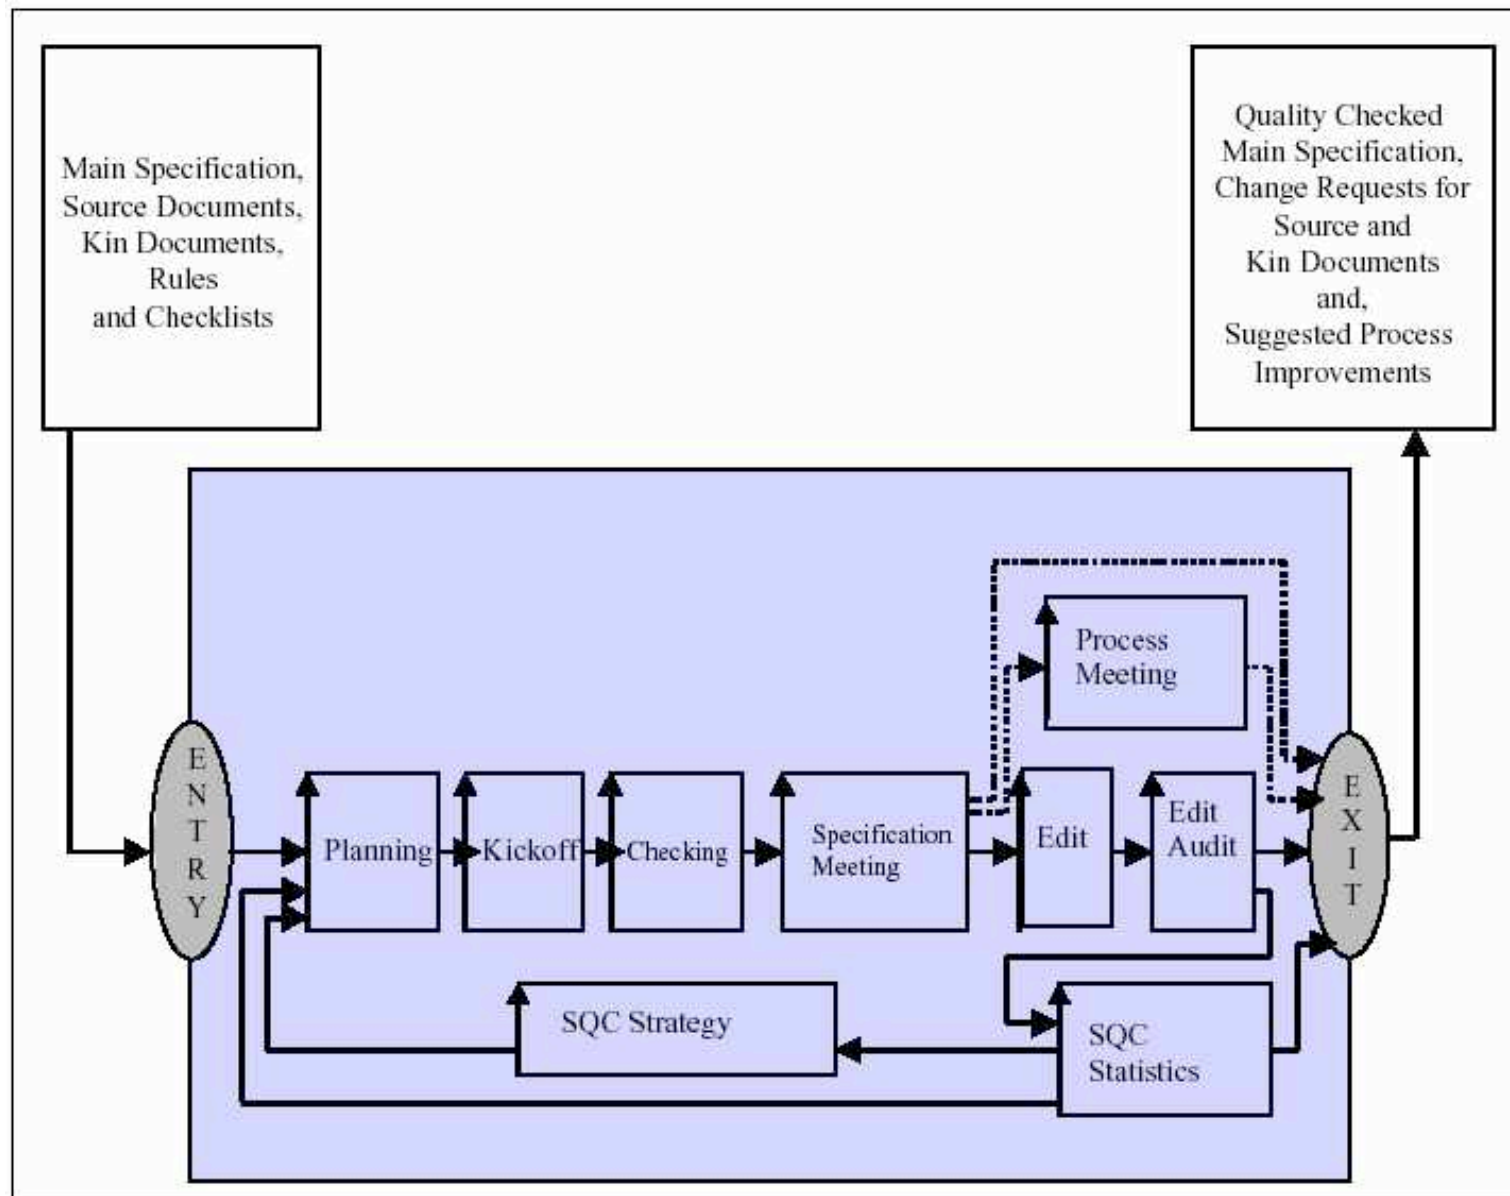 Main Specification,
Source Documents,
Kin Documents,
Rules
and Checklists
Quality Checked
Main Specification,
Change Requests for
Source and
Kin Documents
and,
Suggested Process
Improvements
Process
Meeting
E
N
T
R
Y
Planning
Kickoff
Checking
Specification
Meeting
Edit
Edit
Audit
E
X
I
T
SQC Strategy
SQC
Statistics